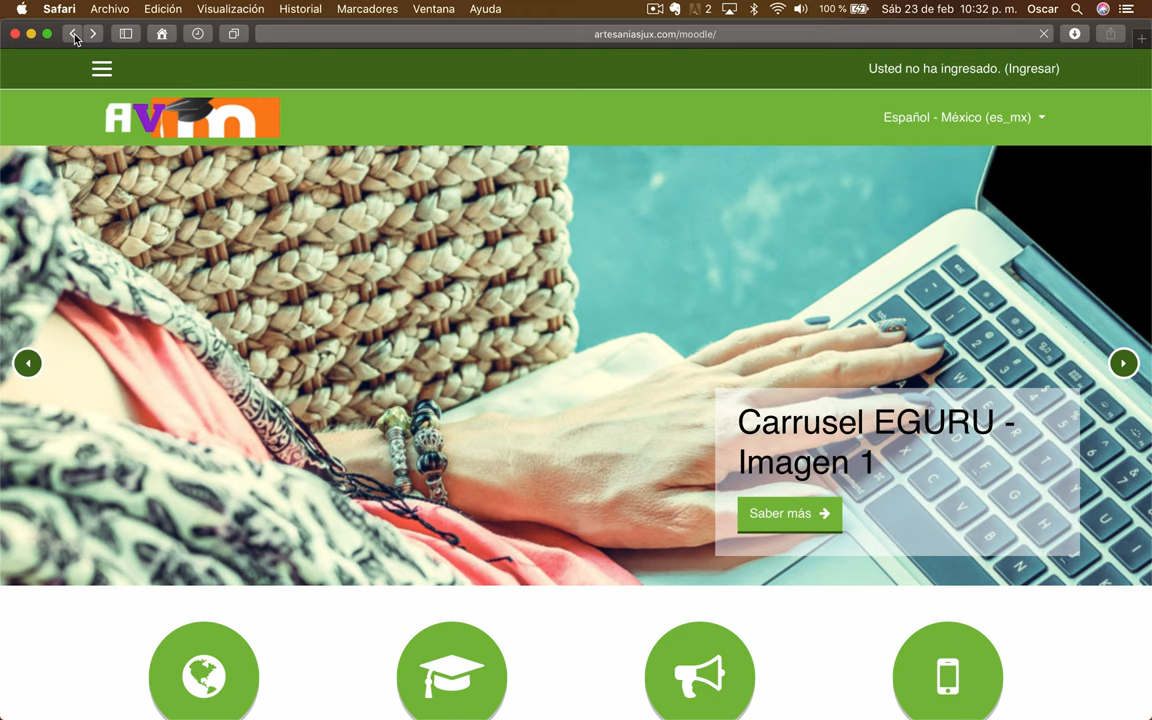 Safari Archivo Edición Visualización Historial Marcadores Ventana Ayuda 2 100 % Sáb 23 de feb 10:32 p. m. Oscar
artesaniasjux.com/moodle/
Usted no ha ingresado. (Ingresar)
AVm
Español - México (es_mx)
Carrusel EGURU -
Imagen 1
Saber más